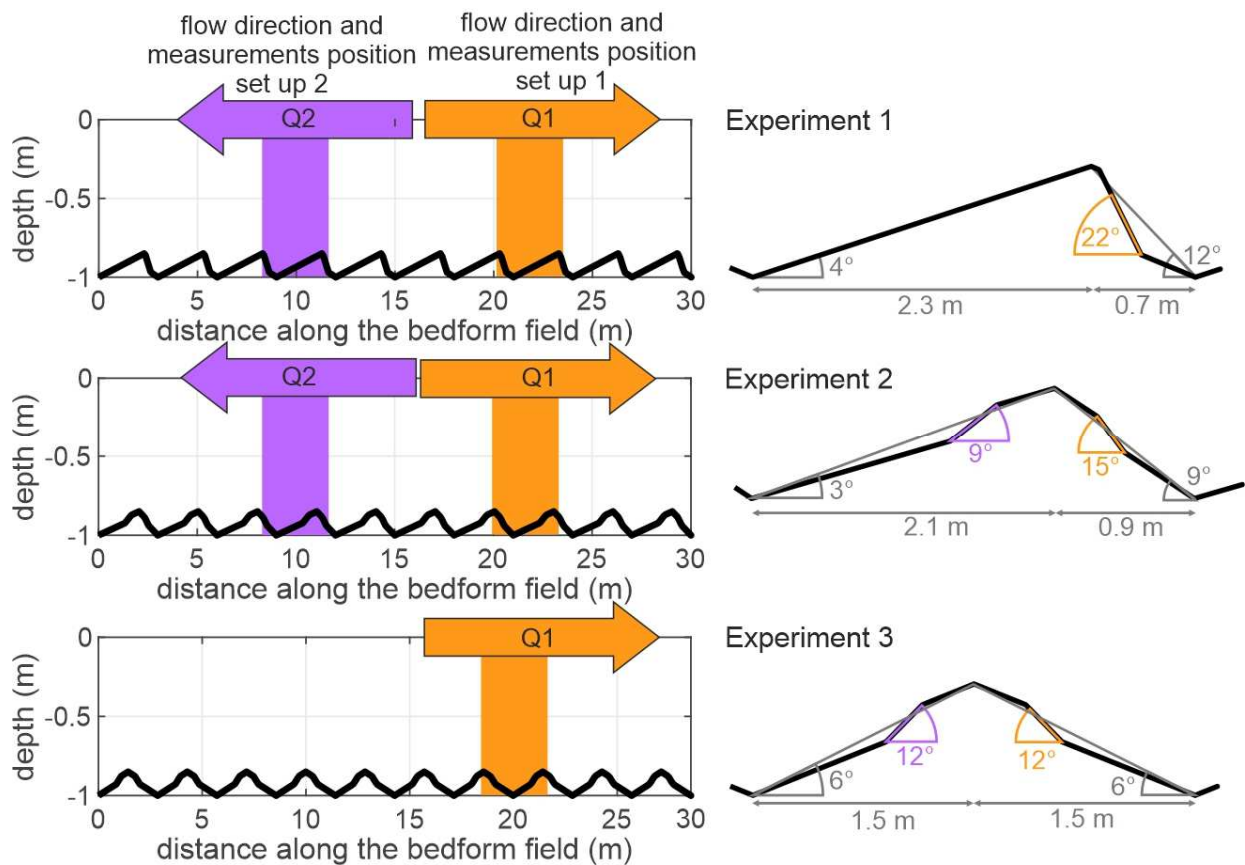 flow direction and
measurements position
set up 2
flow direction and
measurements position
set up 1
Q2
Q1
0
-0.5
-1
depth (m)
0 5 10 15 20 25 30
distance along the bedform field (m)
Experiment 1
4°
22°
12°
2.3 m
0.7 m
Q2
Q1
0
-0.5
-1
depth (m)
0 5 10 15 20 25 30
distance along the bedform field (m)
Experiment 2
3°
9°
15°
9°
2.1 m
0.9 m
Q1
0
-0.5
-1
depth (m)
0 5 10 15 20 25 30
distance along the bedform field (m)
Experiment 3
6°
12°
12°
6°
1.5 m
1.5 m